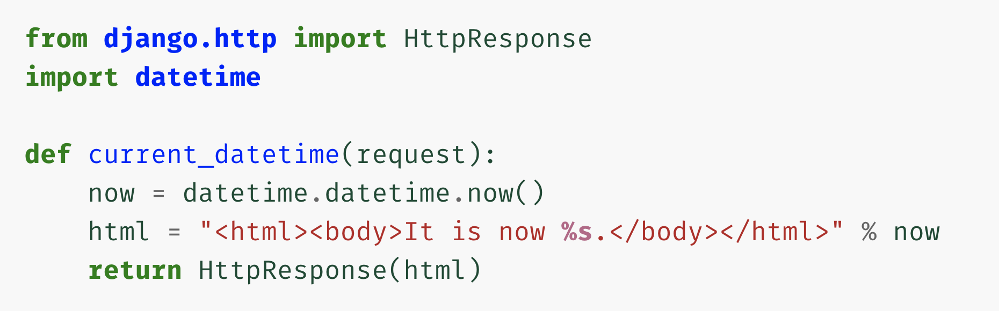 from django.http import HttpResponse
import datetime

def current_datetime(request):
    now = datetime.datetime.now()
    html = "<html><body>It is now %s.</body></html>" % now
    return HttpResponse(html)